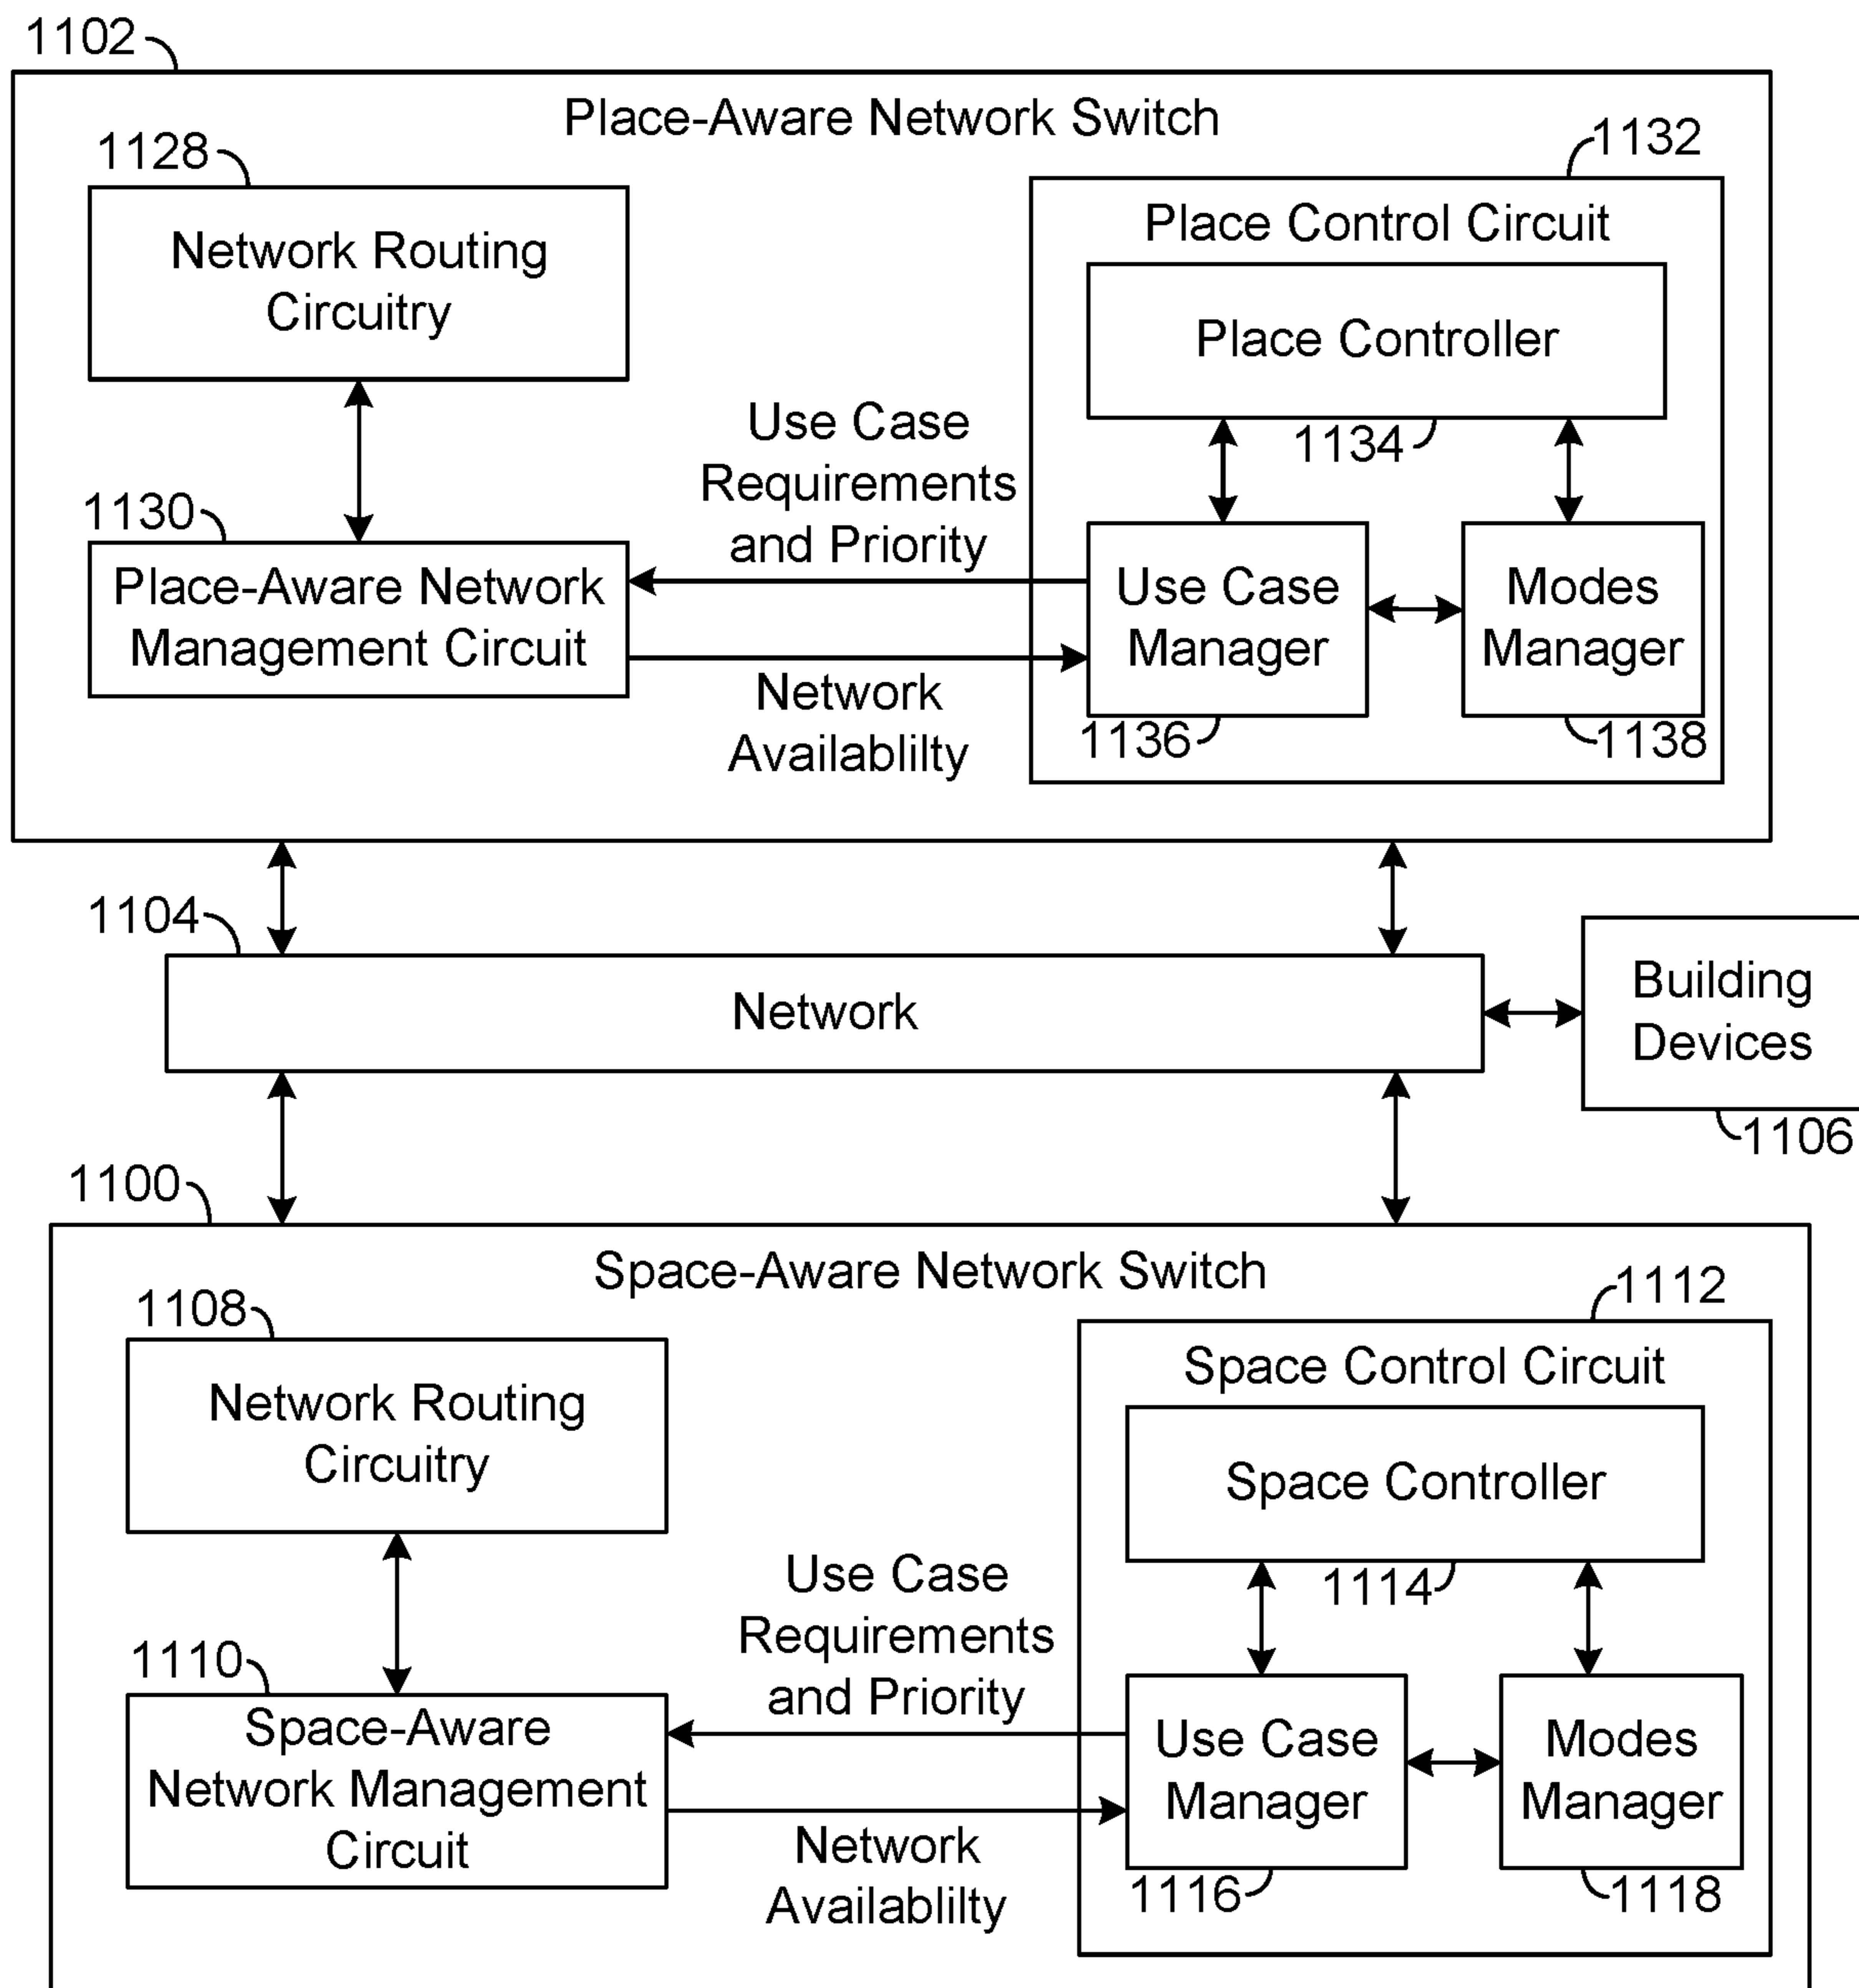 1102
Place-Aware Network Switch
1128
1132
Network Routing
Circuitry
Place Control Circuit
Place Controller
1134
Use Case
Requirements
and Priority
1130
Place-Aware Network
Management Circuit
Use Case
Manager
Modes
Manager
Network
Availablilty
1136
1138
1104
Network
Building
Devices
1106
1100
Space-Aware Network Switch
1108
1112
Network Routing
Circuitry
Space Control Circuit
Space Controller
1114
Use Case
Requirements
and Priority
1110
Space-Aware
Network Management
Circuit
Use Case
Manager
Modes
Manager
Network
Availablilty
1116
1118